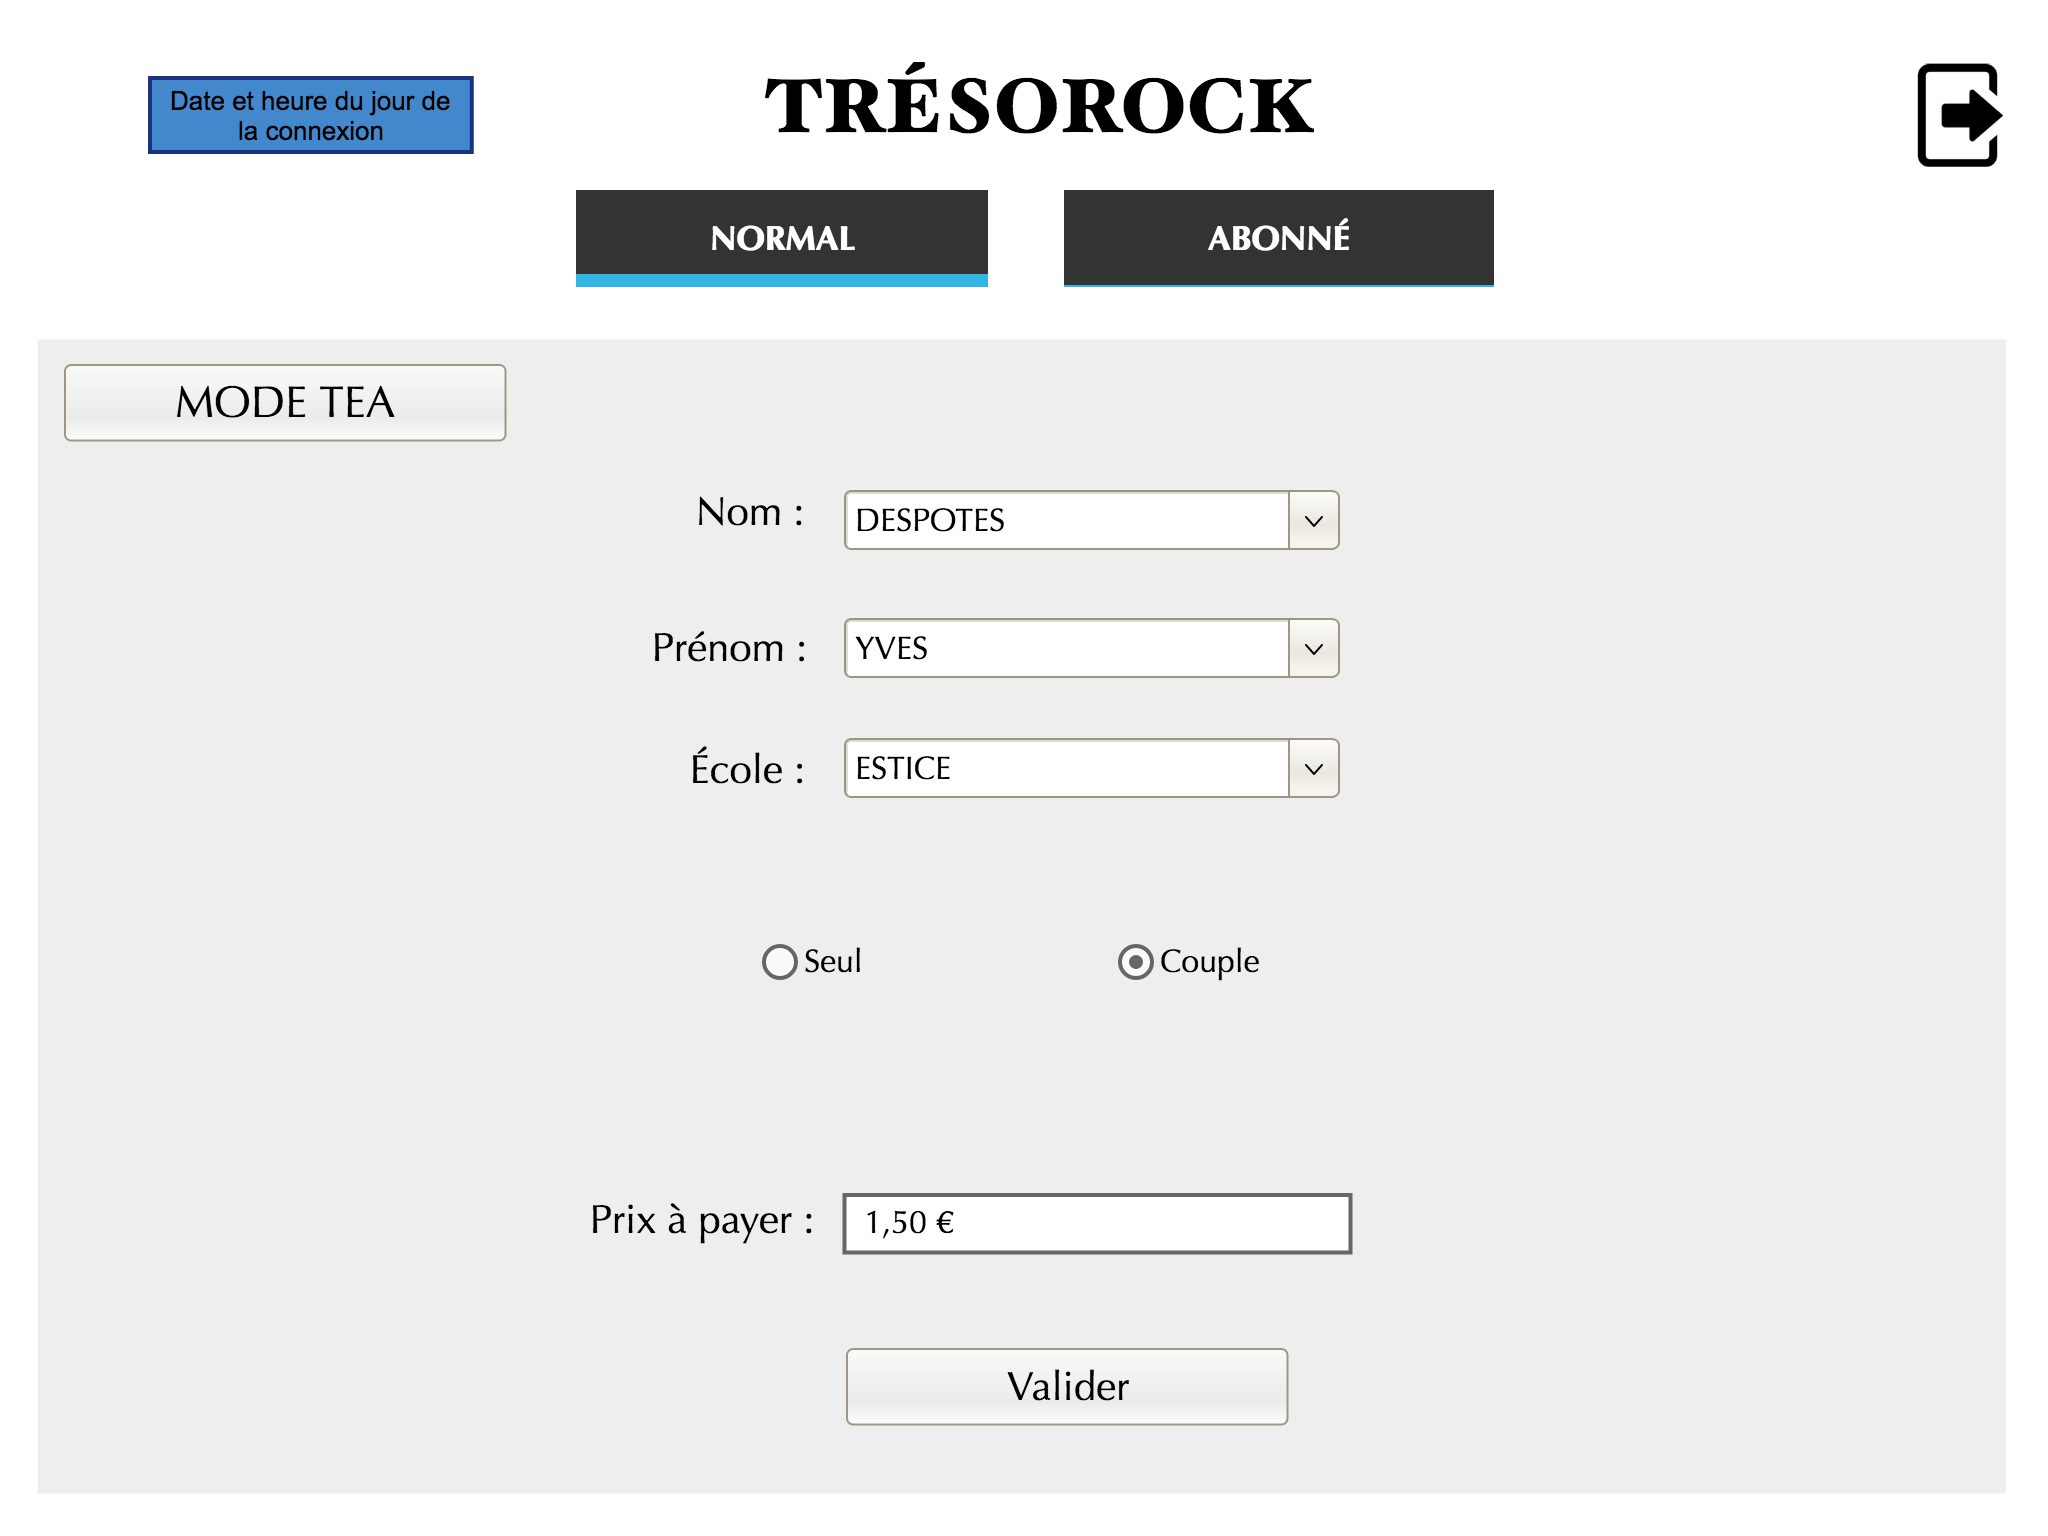 Date et heure du jour de
la connexion
TRÉSOROCK
NORMAL
ABONNÉ
MODE TEA
Nom : DESPOTES
Prénom : YVES
École : ESTICE
Seul
Couple
Prix à payer : 1,50 €
Valider